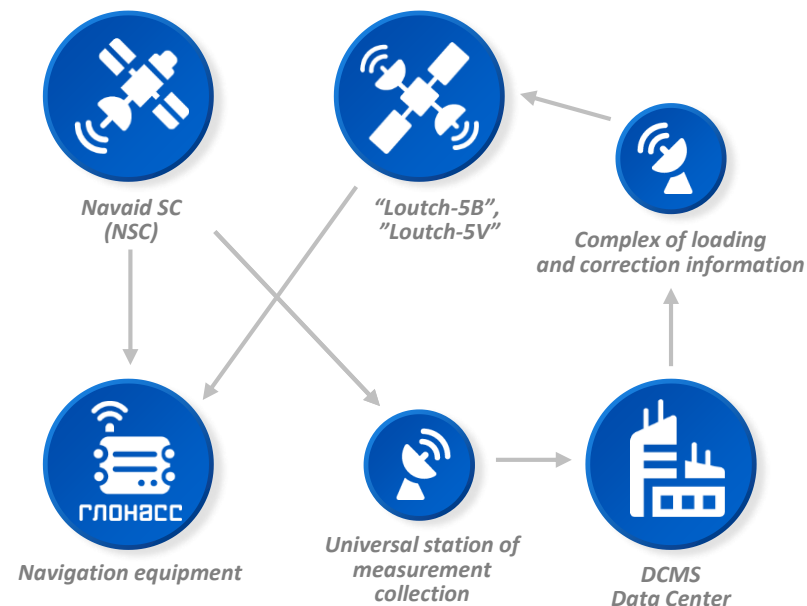 Navaid SC
(NSC)
“Loutch-5B”,
”Loutch-5V”
Complex of loading
and correction information
ГЛОНАСС
Navigation equipment
Universal station of
measurement
collection
DCMS
Data Center